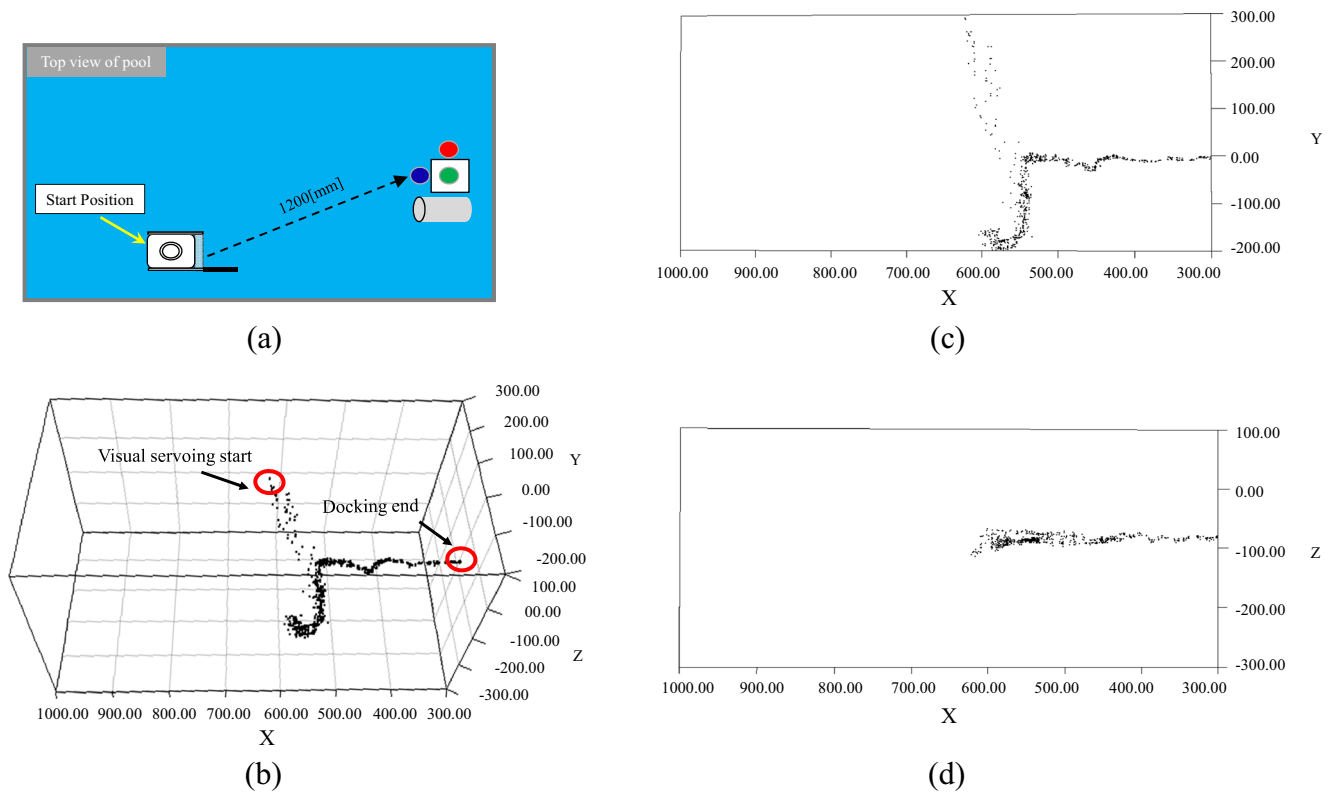 Top view of pool
Start Position
1200[mm]
(a)
300.00
200.00
100.00
Y
0.00
-100.00
-200.00
1000.00 900.00 800.00 700.00 600.00 500.00 400.00 300.00
X
(c)
300.00
200.00
100.00
Y
0.00
-100.00
-200.00
Visual servoing start
Docking end
100.00
00.00
-100.00
Z
-200.00
-300.00
1000.00 900.00 800.00 700.00 600.00 500.00 400.00 300.00
X
(b)
100.00
0.00
-100.00
Z
-200.00
-300.00
1000.00 900.00 800.00 700.00 600.00 500.00 400.00 300.00
X
(d)